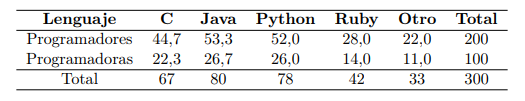 Lenguaje C Java Python Ruby Otro Total
Programadores 44,7 53,3 52,0 28,0 22,0 200
Programadoras 22,3 26,7 26,0 14,0 11,0 100
Total 67 80 78 42 33 300